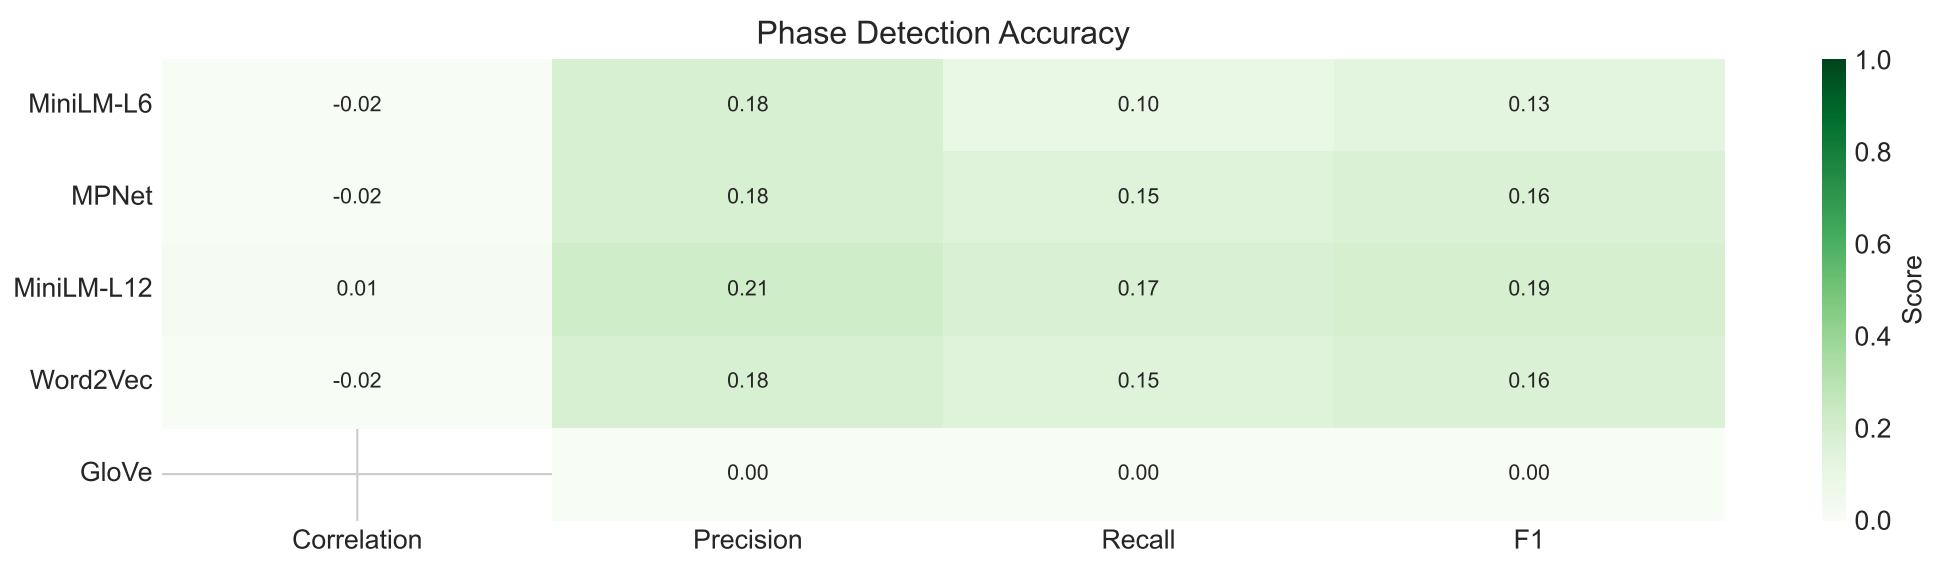 Phase Detection Accuracy
MiniLM-L6 -0.02 0.18 0.10 0.13
MPNet -0.02 0.18 0.15 0.16
MiniLM-L12 0.01 0.21 0.17 0.19
Word2Vec -0.02 0.18 0.15 0.16
GloVe 0.00 0.00 0.00
Correlation Precision Recall F1
1.0
0.8
0.6
0.4
0.2
0.0
Score